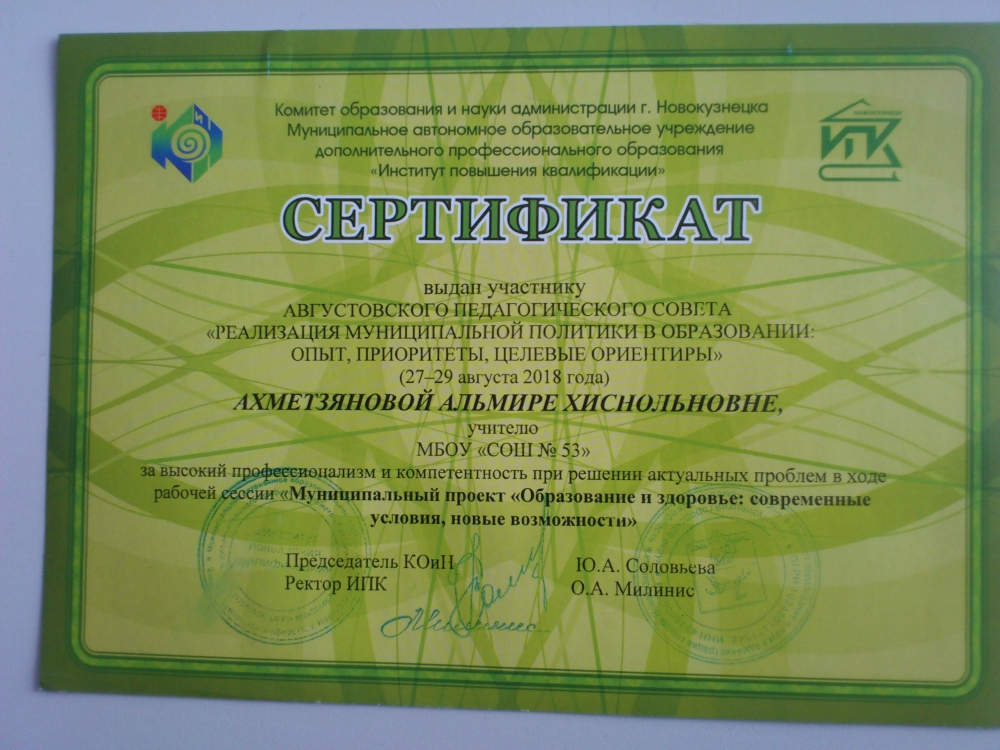 Комитет образования и науки администрации г. Новокузнецка
Муниципальное автономное образовательное учреждение
дополнительного профессионального образования
«Институт повышения квалификации»
НОВОКУЗНЕЦК
ИПК
СЕРТИФИКАТ
выдан участнику
АВГУСТОВСКОГО ПЕДАГОГИЧЕСКОГО СОВЕТА
«РЕАЛИЗАЦИЯ МУНИЦИПАЛЬНОЙ ПОЛИТИКИ В ОБРАЗОВАНИИ:
ОПЫТ, ПРИОРИТЕТЫ, ЦЕЛЕВЫЕ ОРИЕНТИРЫ»
(27–29 августа 2018 года)
АХМЕТЗЯНОВОЙ АЛЬМИРЕ ХИСНОЛЬНОВНЕ,
учителю
МБОУ «СОШ № 53»
за высокий профессионализм и компетентность при решении актуальных проблем в ходе
рабочей сессии «Муниципальный проект «Образование и здоровье: современные
условия, новые возможности»
Председатель КОиН Ю.А. Соловьева
Ректор ИПК О.А. Милинис